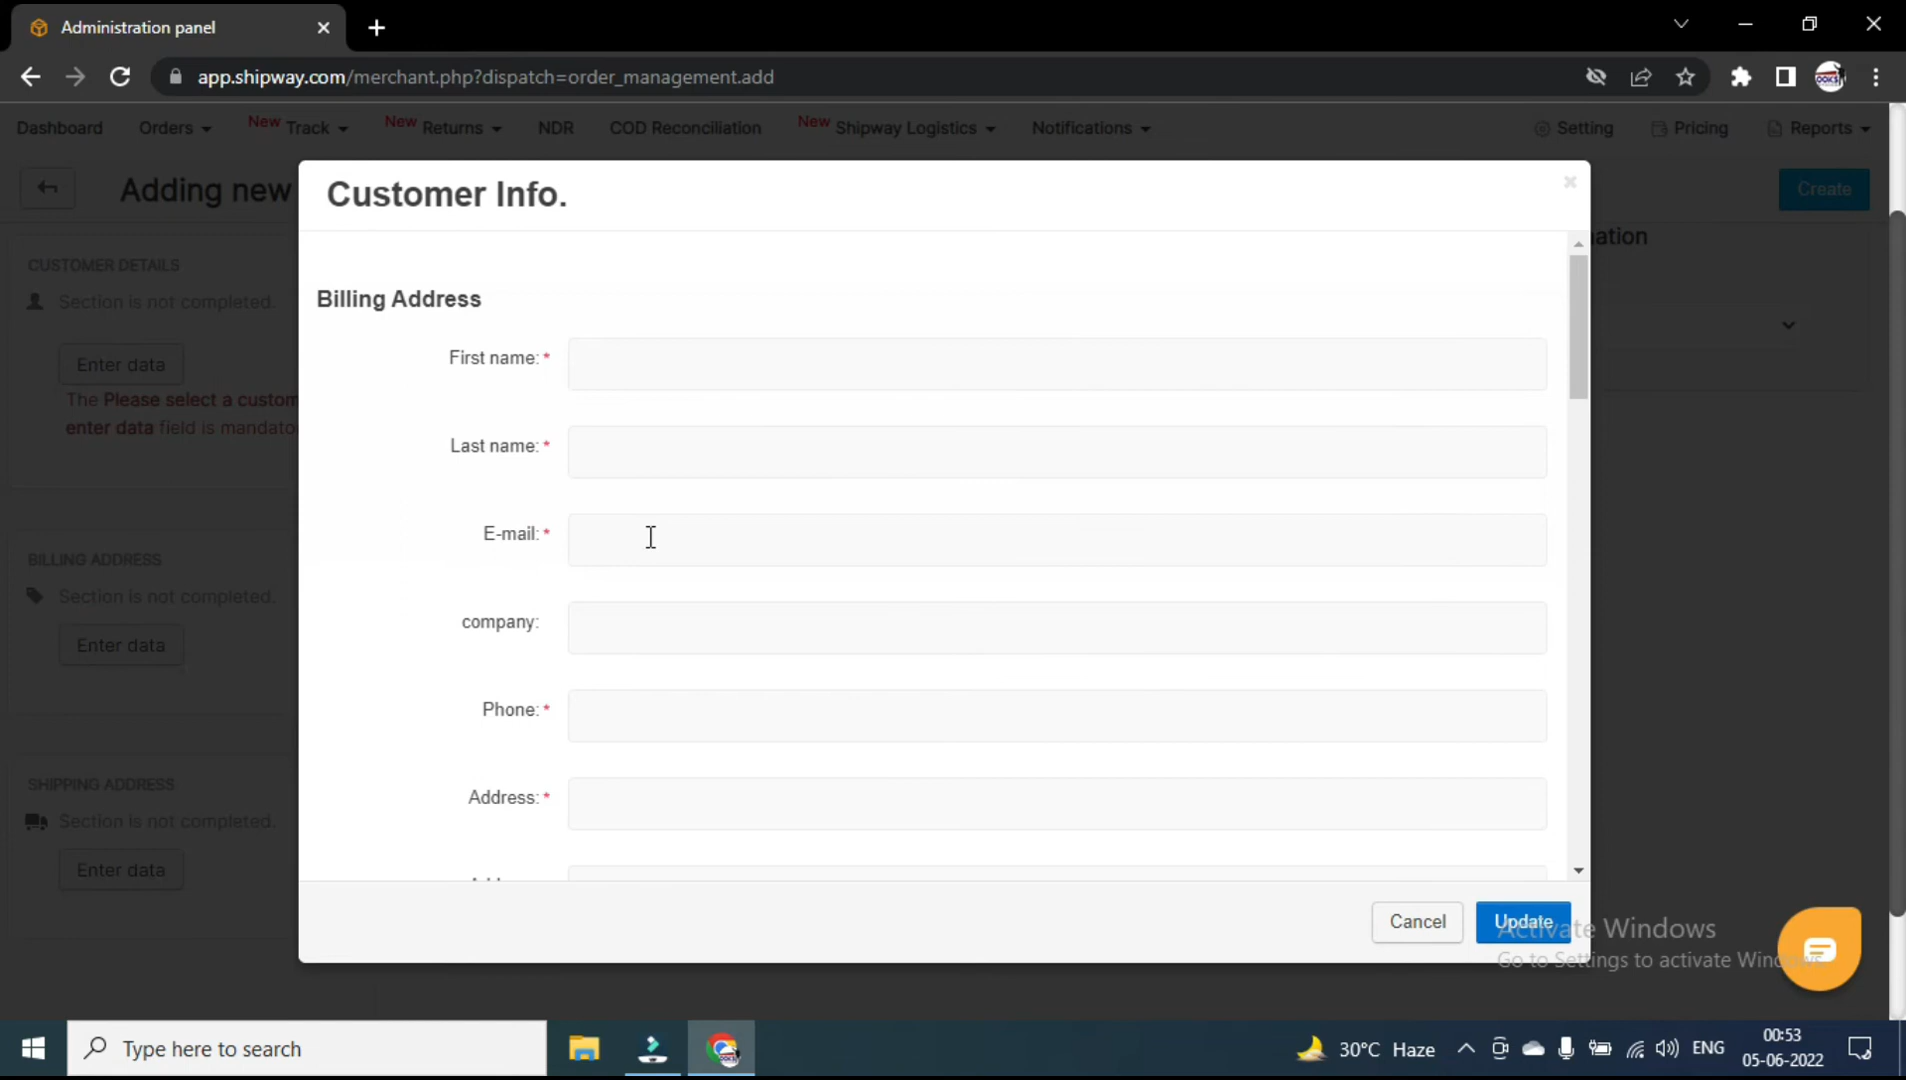 Administration panel
app.shipway.com/merchant.php?dispatch=order_management.add
Dashboard Orders New Track New Returns NDR COD Reconciliation New Shipway Logistics Notifications Setting Pricing Reports
Adding new
Create
Customer Info.
CUSTOMER DETAILS
Section is not completed.
Enter data
The Please select a custom
enter data field is mandato
BILLING ADDRESS
Section is not completed.
Enter data
SHIPPING ADDRESS
Section is not completed.
Enter data
Billing Address
First name: *
Last name: *
E-mail: *
company:
Phone: *
Address: *
Cancel
Update
Activate Windows
Go to Settings to activate Windows.
Type here to search
30°C Haze
ENG
00:53
05-06-2022